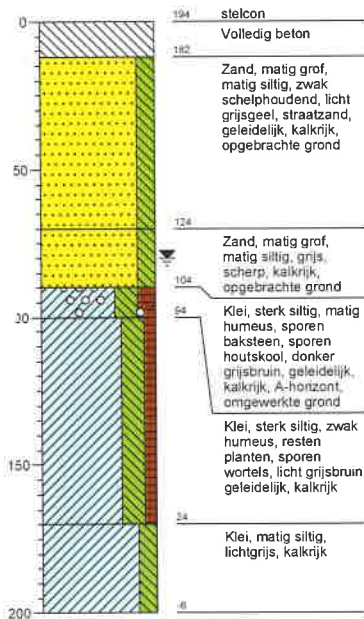 0
194 stelcon
Volledig beton
182
Zand, matig grof,
matig siltig, zwak
schelphoudend, licht
grijsgeel, straatzand,
geleidelijk, kalkrijk,
opgebrachte grond
50
124
Zand, matig grof,
matig siltig, grijs,
scherp, kalkrijk,
opgebrachte grond
104
94
Klei, sterk siltig, matig
humeus, sporen
baksteen, sporen
houtskool, donker
grijsbruin, geleidelijk,
kalkrijk, A-horizont,
omgewerkte grond
Klei, sterk siltig, zwak
humeus, resten
planten, sporen
wortels, licht grijsbruin
geleidelijk, kalkrijk
150
24
Klei, matig siltig,
lichtgrijs, kalkrijk
200
-6